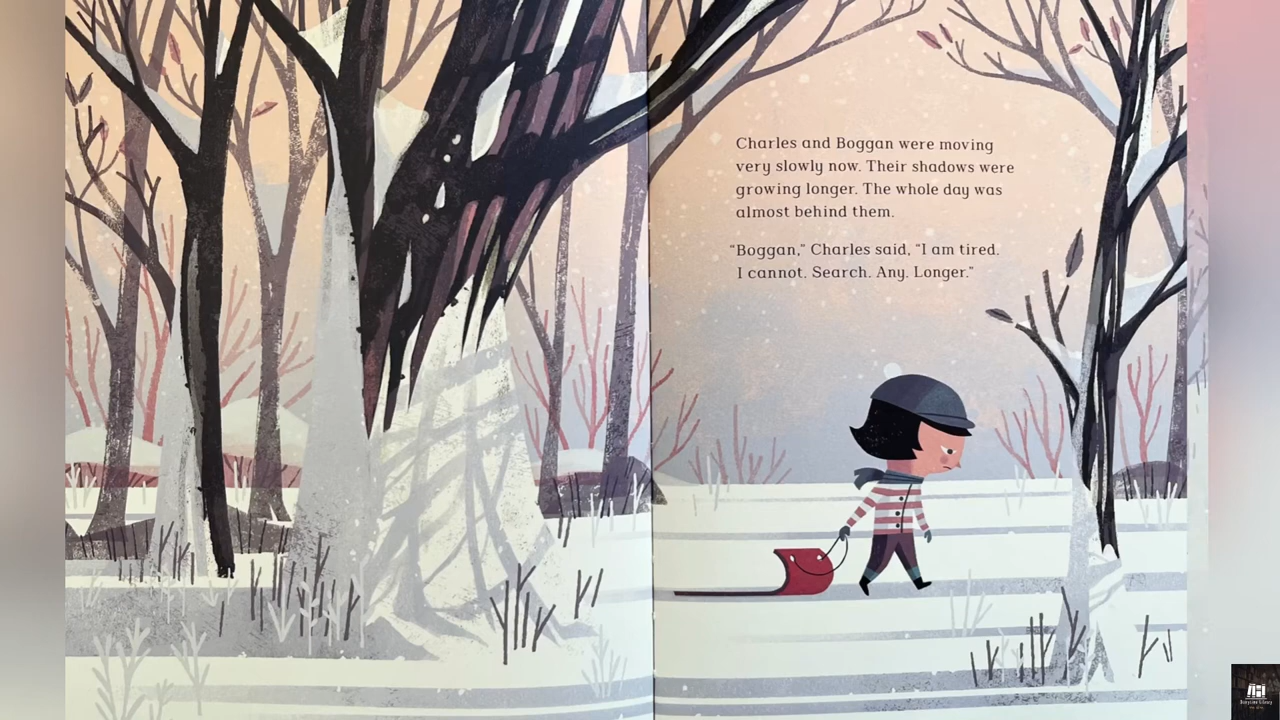 Charles and Boggan were moving
very slowly now. Their shadows were
growing longer. The whole day was
almost behind them.
“Boggan,” Charles said, “I am tired.
I cannot. Search. Any. Longer.”